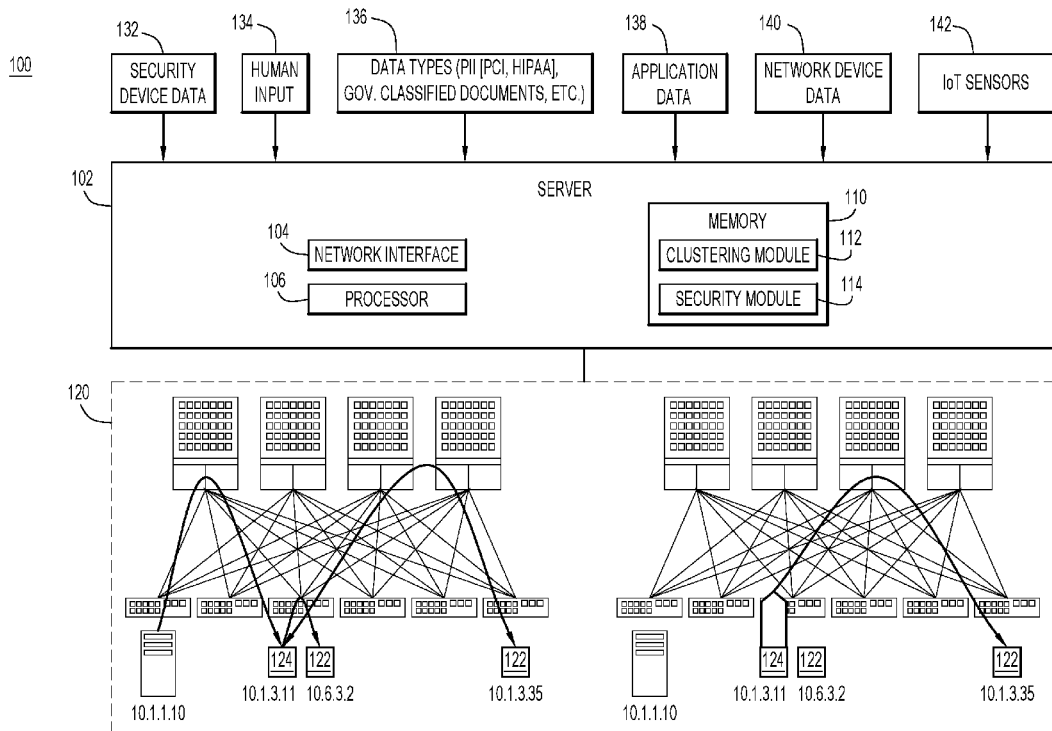 100
132
134
136
138
140
142
SECURITY
DEVICE DATA
HUMAN
INPUT
DATA TYPES (PII [PCI, HIPAA],
GOV. CLASSIFIED DOCUMENTS, ETC.)
APPLICATION
DATA
NETWORK DEVICE
DATA
IoT SENSORS
102
SERVER
104
NETWORK INTERFACE
106
PROCESSOR
110
MEMORY
112
CLUSTERING MODULE
114
SECURITY MODULE
120
124
122
122
10.1.3.11
10.6.3.2
10.1.3.35
10.1.1.10
124
122
122
10.1.3.11
10.6.3.2
10.1.3.35
10.1.1.10